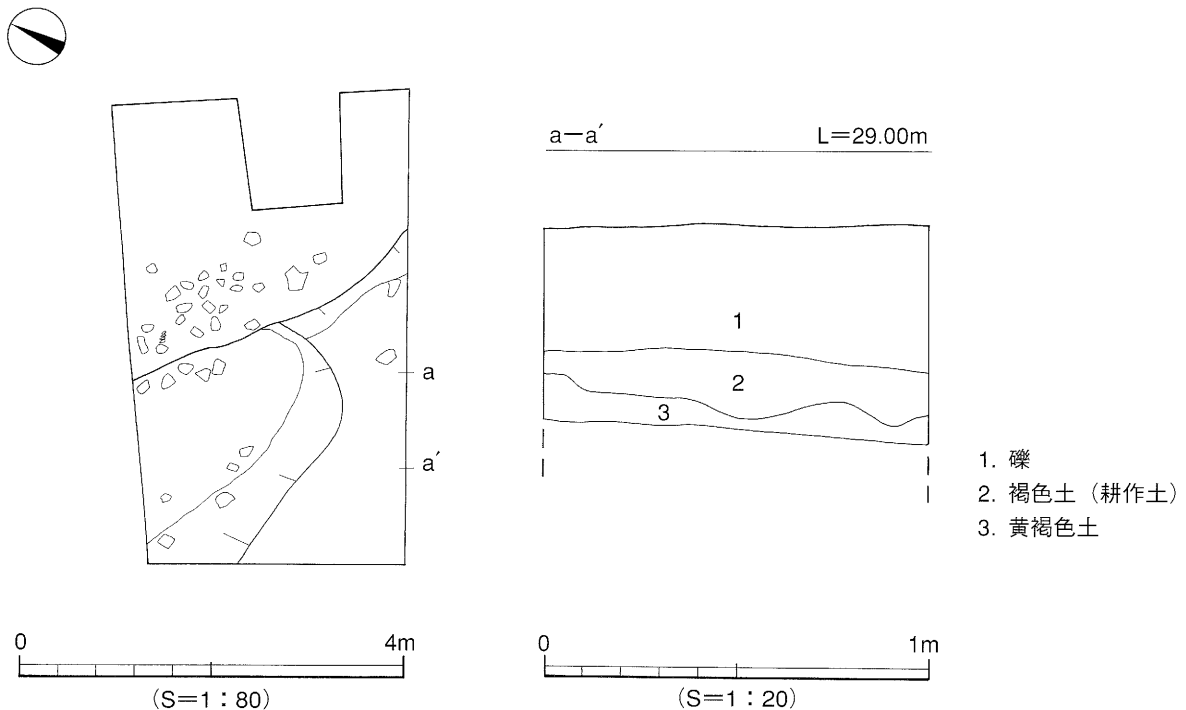 a－a′ L＝29.00m
1
2
3
a
a′
1. 礫
2. 褐色土（耕作土）
3. 黄褐色土
0 4m
（S＝1：80）
0 1m
（S＝1：20）